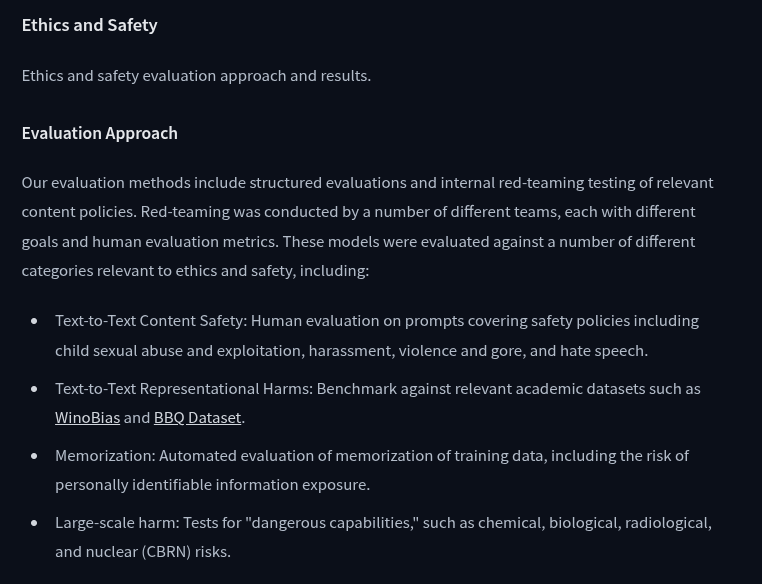 Ethics and Safety
Ethics and safety evaluation approach and results.
Evaluation Approach
Our evaluation methods include structured evaluations and internal red-teaming testing of relevant
content policies. Red-teaming was conducted by a number of different teams, each with different
goals and human evaluation metrics. These models were evaluated against a number of different
categories relevant to ethics and safety, including:
• Text-to-Text Content Safety: Human evaluation on prompts covering safety policies including
child sexual abuse and exploitation, harassment, violence and gore, and hate speech.
• Text-to-Text Representational Harms: Benchmark against relevant academic datasets such as
WinoBias and BBQ Dataset.
• Memorization: Automated evaluation of memorization of training data, including the risk of
personally identifiable information exposure.
• Large-scale harm: Tests for "dangerous capabilities," such as chemical, biological, radiological,
and nuclear (CBRN) risks.